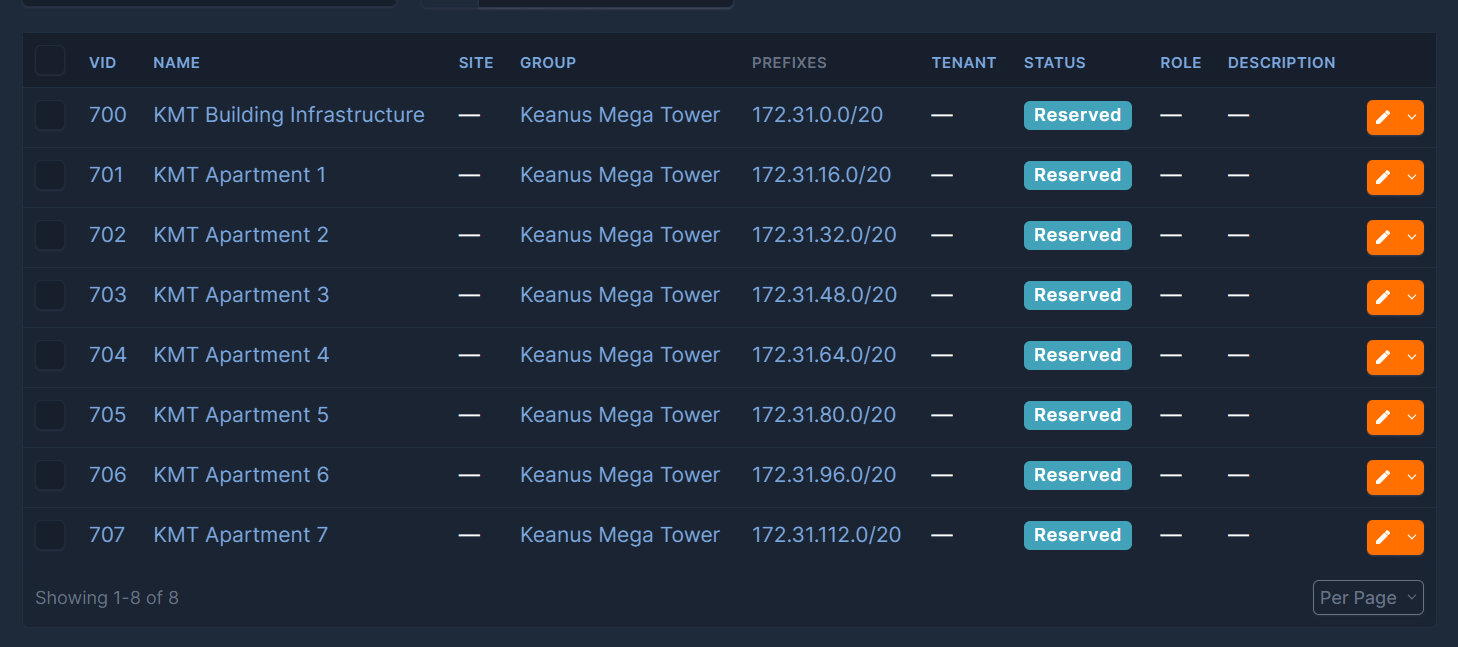 VID NAME SITE GROUP PREFIXES TENANT STATUS ROLE DESCRIPTION
700 KMT Building Infrastructure — Keanus Mega Tower 172.31.0.0/20 — Reserved — —
701 KMT Apartment 1 — Keanus Mega Tower 172.31.16.0/20 — Reserved — —
702 KMT Apartment 2 — Keanus Mega Tower 172.31.32.0/20 — Reserved — —
703 KMT Apartment 3 — Keanus Mega Tower 172.31.48.0/20 — Reserved — —
704 KMT Apartment 4 — Keanus Mega Tower 172.31.64.0/20 — Reserved — —
705 KMT Apartment 5 — Keanus Mega Tower 172.31.80.0/20 — Reserved — —
706 KMT Apartment 6 — Keanus Mega Tower 172.31.96.0/20 — Reserved — —
707 KMT Apartment 7 — Keanus Mega Tower 172.31.112.0/20 — Reserved — —
Showing 1-8 of 8 Per Page